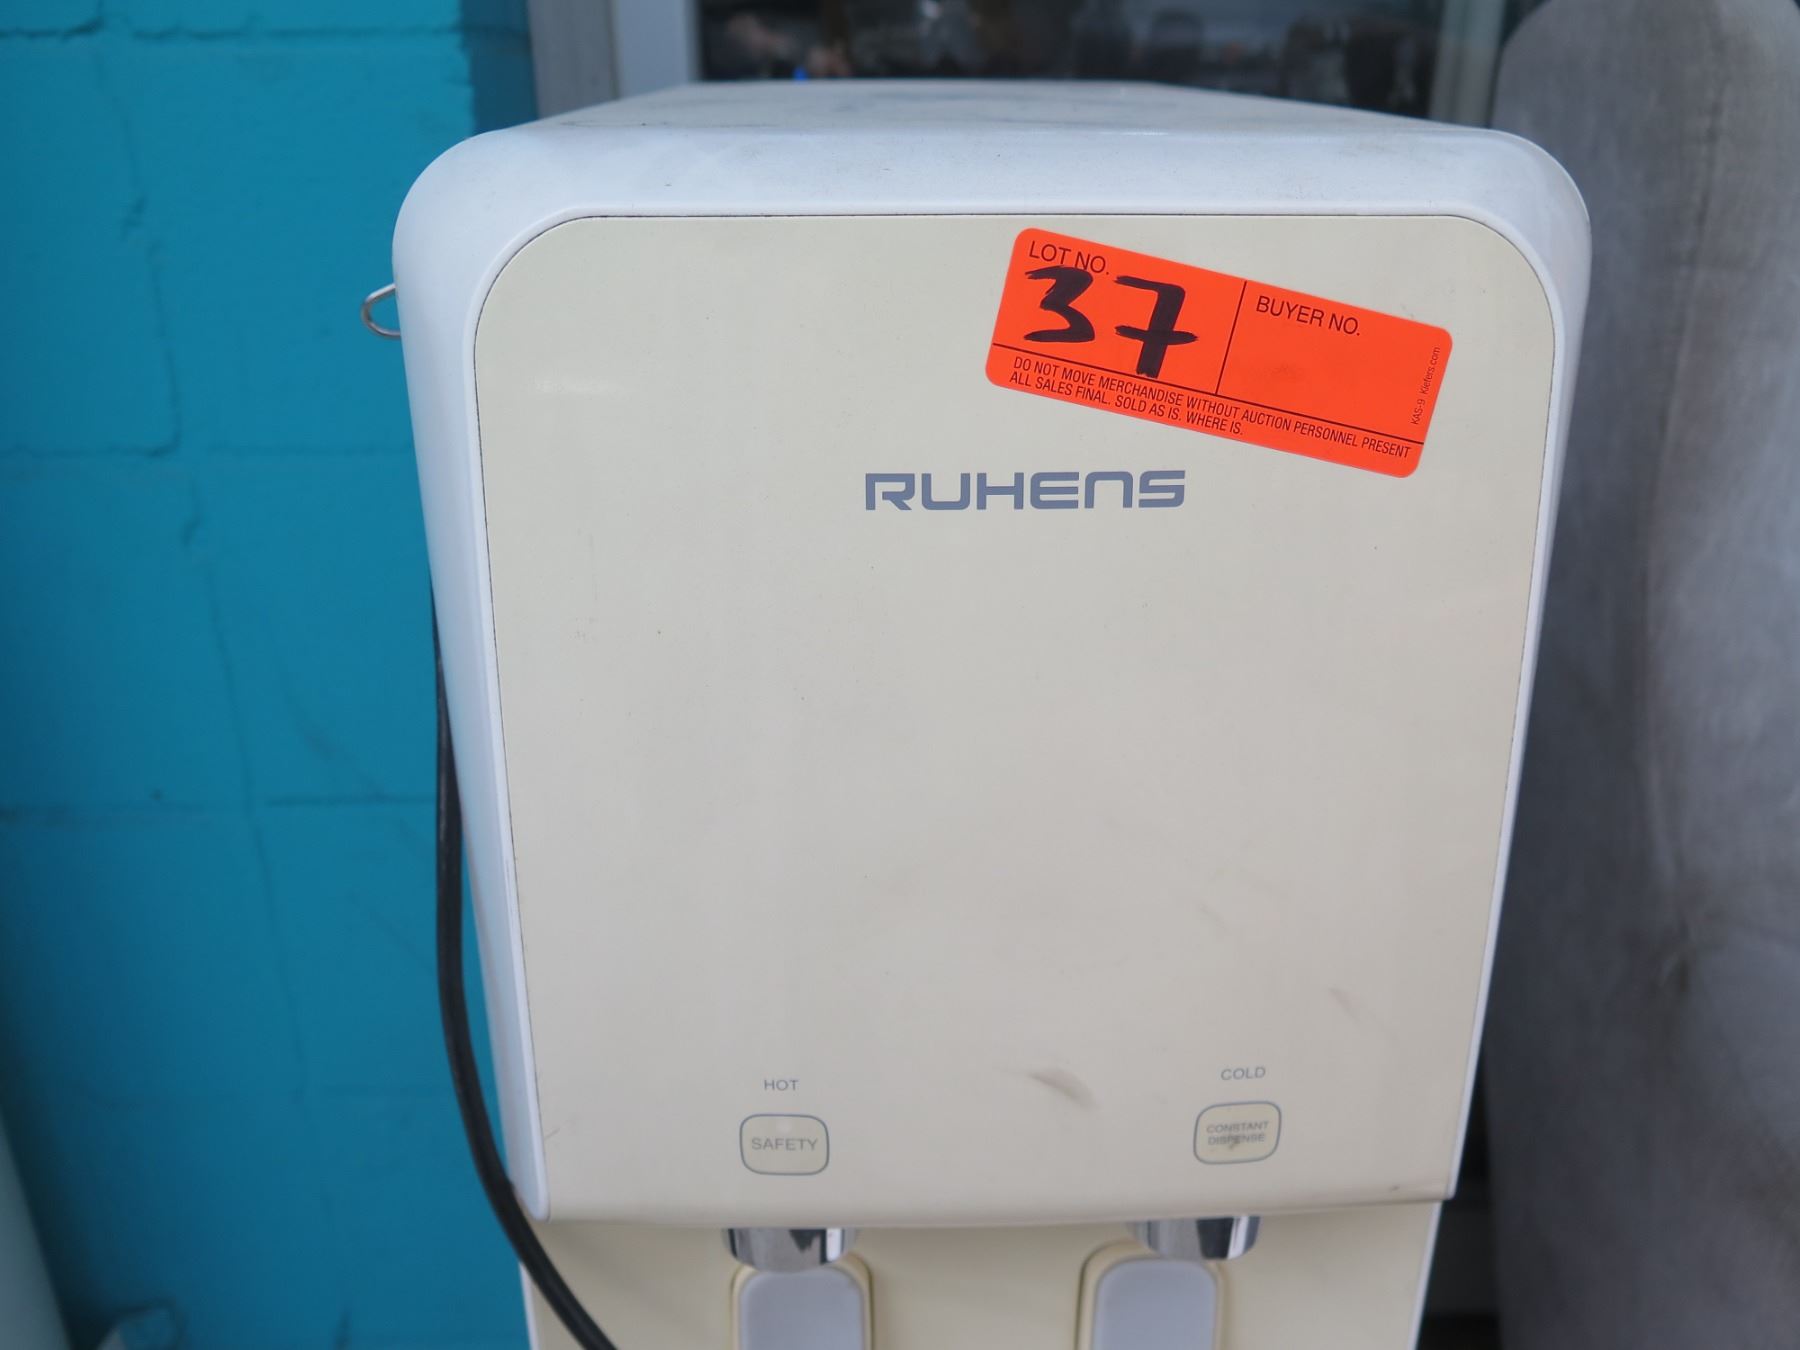 LOT NO.
37
BUYER NO.
DO NOT MOVE MERCHANDISE WITHOUT AUCTION PERSONNEL PRESENT
ALL SALES FINAL. SOLD AS IS. WHERE IS.
KAS-9 Kiefers.com
RUHENS
HOT
SAFETY
COLD
CONSTANT
DISPENSE